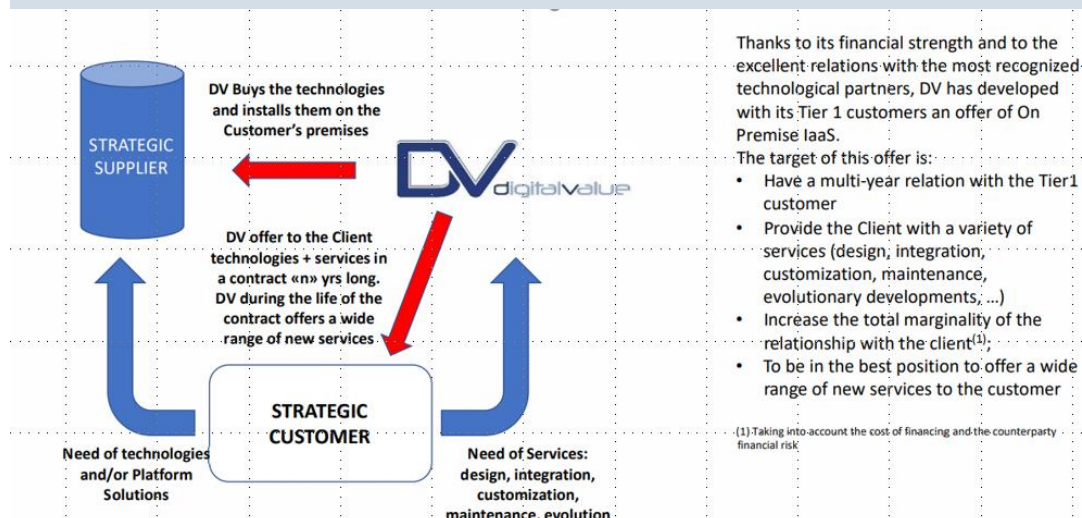 DV Buys the technologies
and installs them on the
Customer's premises
STRATEGIC
SUPPLIER
DV
digitalvalue
DV offer to the Client
technologies + services in
a contract «n» yrs long.
DV during the life of the
contract offers a wide
range of new services
STRATEGIC
CUSTOMER
Need of technologies
and/or Platform
Solutions
Need of Services:
design, integration,
customization,
maintenance, evolution
Thanks to its financial strength and to the
excellent relations with the most recognized
technological partners, DV has developed
with its Tier 1 customers an offer of On
Premise IaaS.
The target of this offer is:
• Have a multi-year relation with the Tier1
customer
• Provide the Client with a variety of
services (design, integration,
customization, maintenance,
evolutionary developments, ...)
• Increase the total marginality of the
relationship with the client(1);
• To be in the best position to offer a wide
range of new services to the customer
(1) Taking into account the cost of financing and the counterparty
financial risk